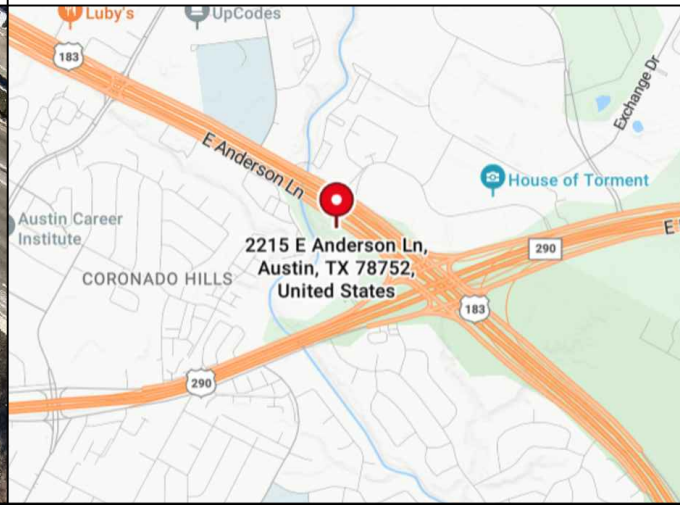 Luby's
UpCodes
183
E Anderson Ln
Exchange Dr
House of Torment
Austin Career
Institute
2215 E Anderson Ln,
Austin, TX 78752,
United States
CORONADO HILLS
290
E
183
290